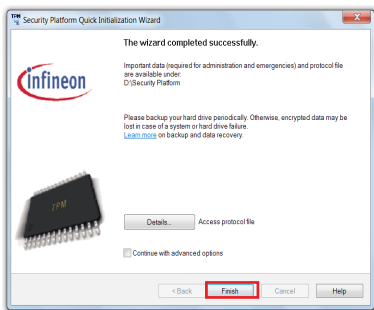 Security Platform Quick Initialization Wizard
The wizard completed successfully.
Important data (required for administration and emergencies) and protocol file
are available under:
D:\Security Platform
Infineon
Please backup your hard drive periodically. Otherwise, encrypted data may be
lost in case of a system or hard drive failure.
Learn more on backup and data recovery.
TPM
Details... Access protocol file
Continue with advanced options
< Back Finish Cancel Help